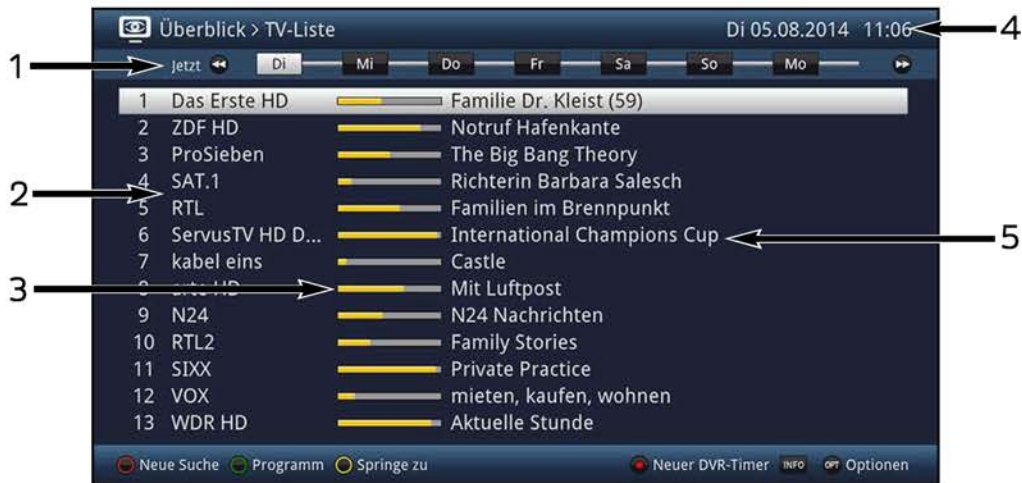 Überblick > TV-Liste Di 05.08.2014 11:06 4
1 Jetzt Di Mi Do Fr Sa So Mo
1 Das Erste HD Familie Dr. Kleist (59)
2 ZDF HD Notruf Hafenkante
3 ProSieben The Big Bang Theory
4 SAT.1 Richterin Barbara Salesch
2
5 RTL Familien im Brennpunkt
6 ServusTV HD D... International Champions Cup 5
7 kabel eins Castle
3 8 arte HD Mit Luftpost
9 N24 N24 Nachrichten
10 RTL2 Family Stories
11 SIXX Private Practice
12 VOX mieten, kaufen, wohnen
13 WDR HD Aktuelle Stunde
Neue Suche Programm Springe zu Neuer DVR-Timer INFO OPT Optionen